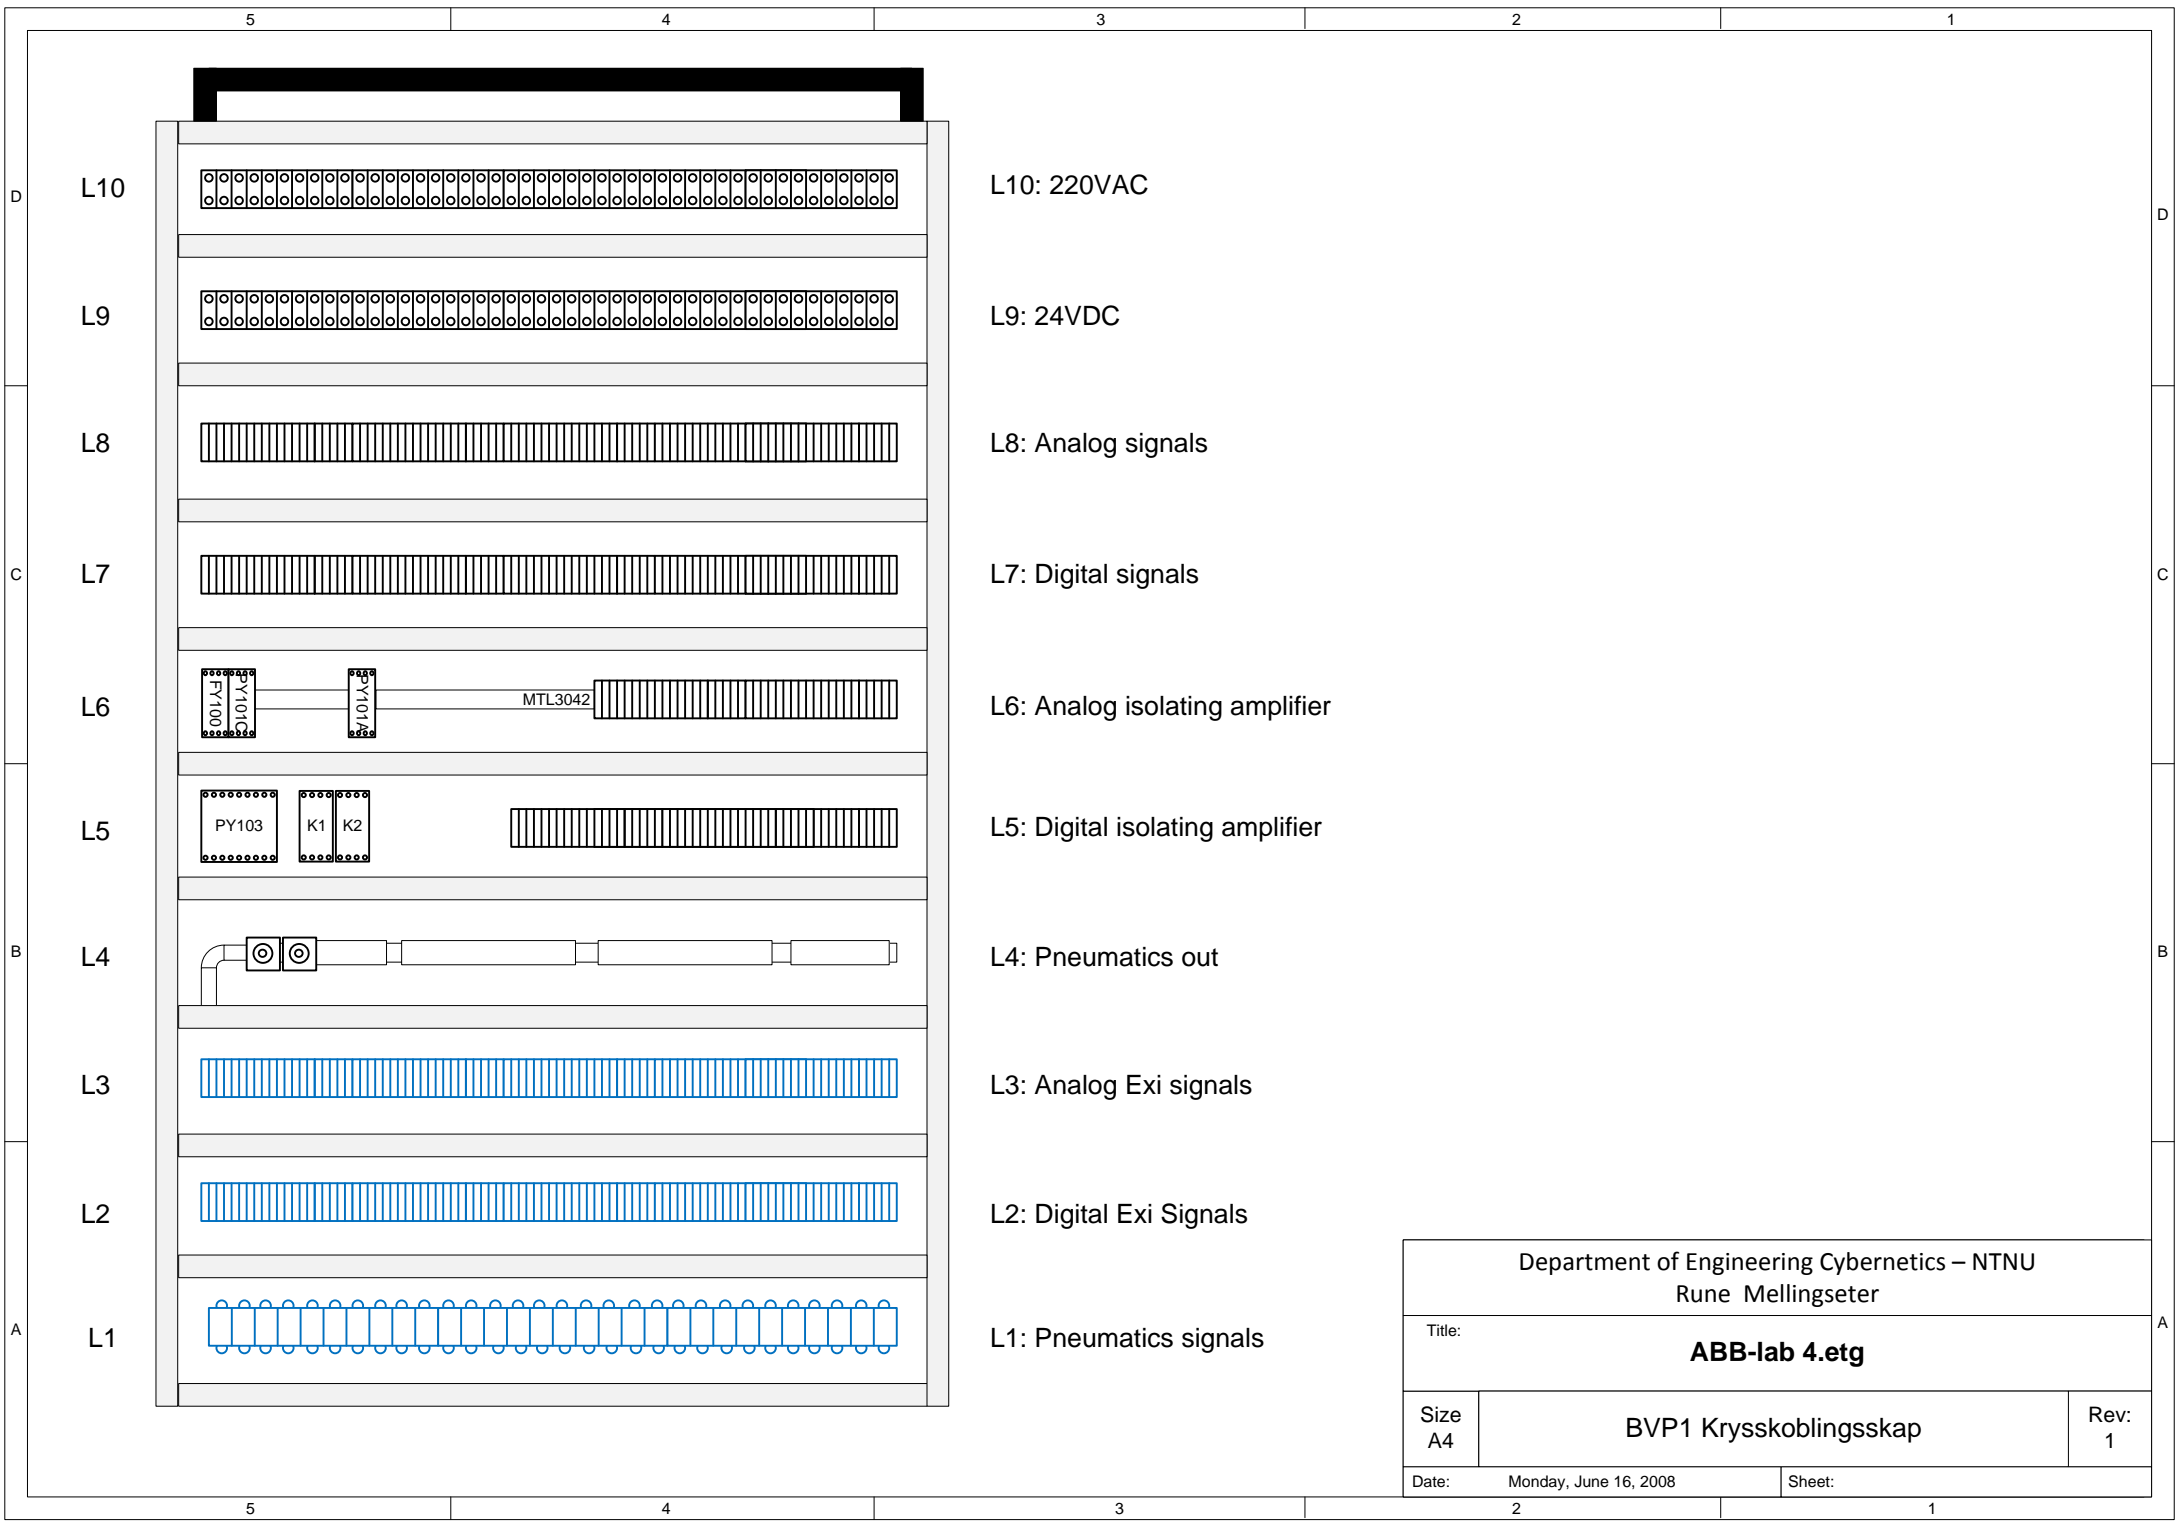 5 4 3 2 1
D
D
L10
L10: 220VAC
L9
L9: 24VDC
L8
L8: Analog signals
C
C
L7
L7: Digital signals
L6
FY100
PY101C
PY101A
MTL3042
L6: Analog isolating amplifier
L5
PY103
K1
K2
L5: Digital isolating amplifier
B
B
L4
L4: Pneumatics out
L3
L3: Analog Exi signals
L2
L2: Digital Exi Signals
A
A
L1
L1: Pneumatics signals
Department of Engineering Cybernetics – NTNU
Rune Mellingseter
Title:
ABB-lab 4.etg
Size
A4
BVP1 Krysskoblingsskap
Rev:
1
Date: Monday, June 16, 2008
Sheet:
5 4 3 2 1